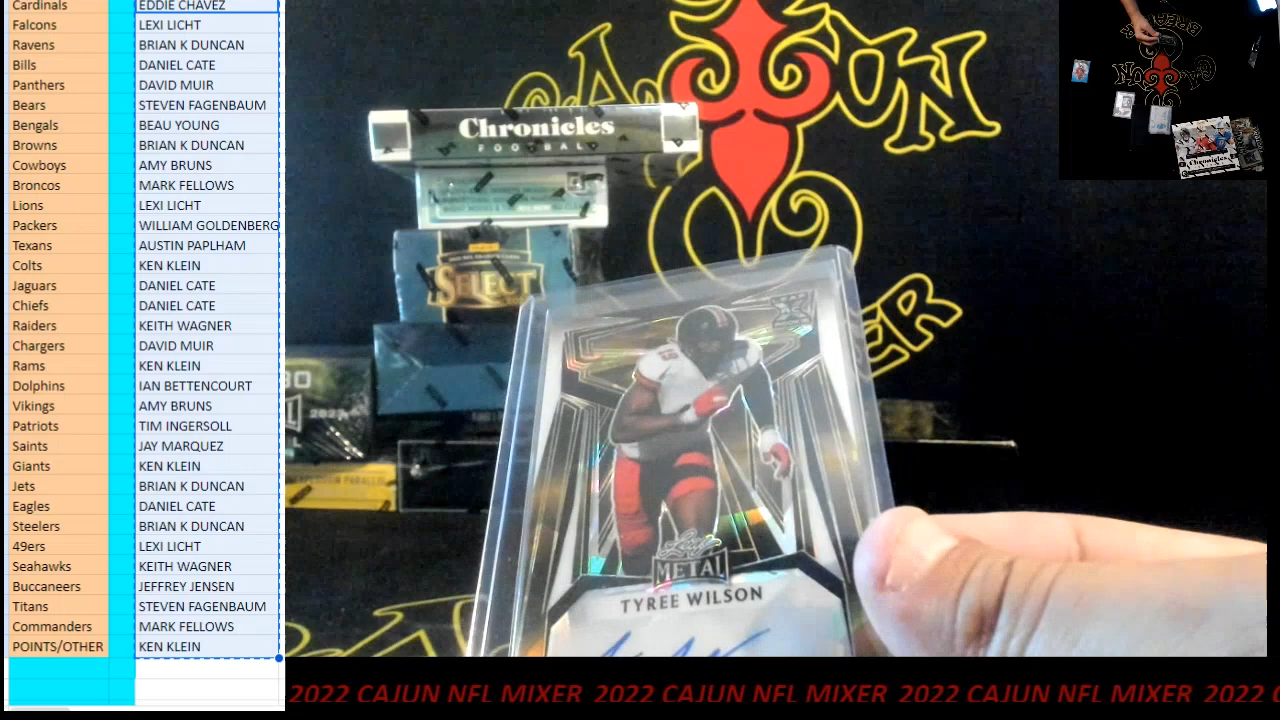 Cardinals EDDIE CHAVEZ
Falcons LEXI LICHT
Ravens BRIAN K DUNCAN
Bills DANIEL CATE
Panthers DAVID MUIR
Bears STEVEN FAGENBAUM
Bengals BEAU YOUNG
Browns BRIAN K DUNCAN
Cowboys AMY BRUNS
Broncos MARK FELLOWS
Lions LEXI LICHT
Packers WILLIAM GOLDENBERG
Texans AUSTIN PAPLHAM
Colts KEN KLEIN
Jaguars DANIEL CATE
Chiefs DANIEL CATE
Raiders KEITH WAGNER
Chargers DAVID MUIR
Rams KEN KLEIN
Dolphins IAN BETTENCOURT
Vikings AMY BRUNS
Patriots TIM INGERSOLL
Saints JAY MARQUEZ
Giants KEN KLEIN
Jets BRIAN K DUNCAN
Eagles DANIEL CATE
Steelers BRIAN K DUNCAN
49ers LEXI LICHT
Seahawks KEITH WAGNER
Buccaneers JEFFREY JENSEN
Titans STEVEN FAGENBAUM
Commanders MARK FELLOWS
POINTS/OTHER KEN KLEIN
Chronicles
FOOTBALL
SELECT
Leaf
METAL
TYREE WILSON
Chronicles
2022 CAJUN NFL MIXER 2022 CAJUN NFL MIXER 2022 CAJUN NFL MIXER 2022